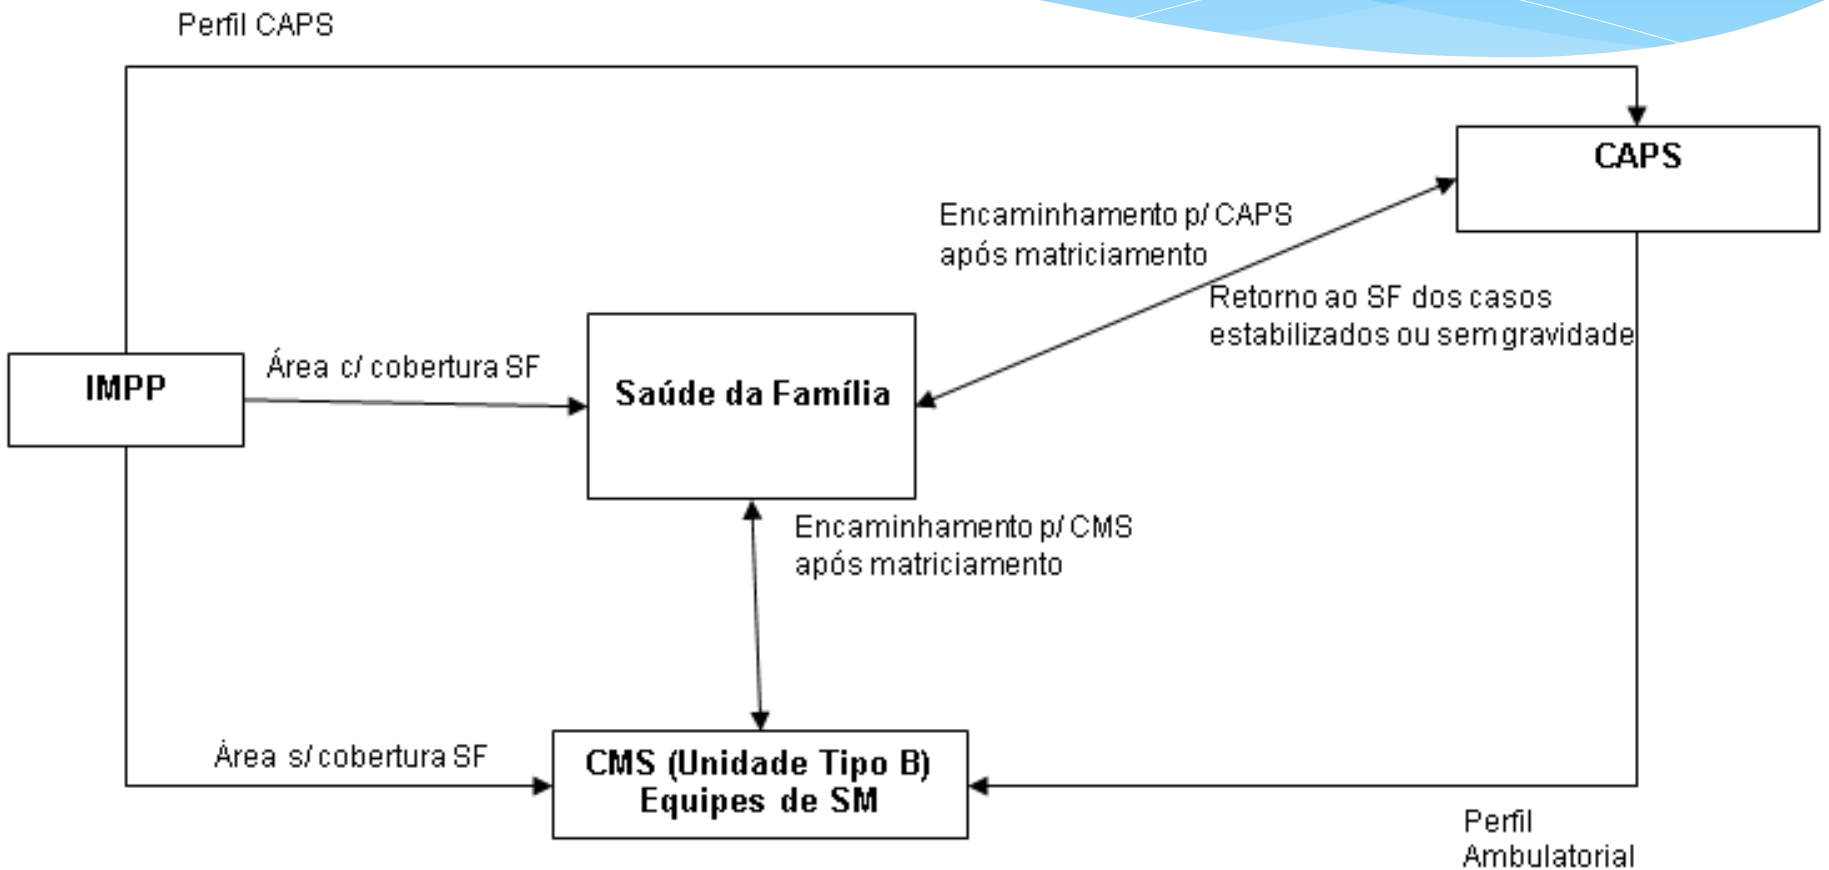 Perfil CAPS
CAPS
Encaminhamento p/ CAPS
após matriciamento
Retorno ao SF dos casos
estabilizados ou sem gravidade
Área c/ cobertura SF
IMPP
Saúde da Família
Encaminhamento p/ CMS
após matriciamento
Área s/ cobertura SF
CMS (Unidade Tipo B)
Equipes de SM
Perfil
Ambulatorial